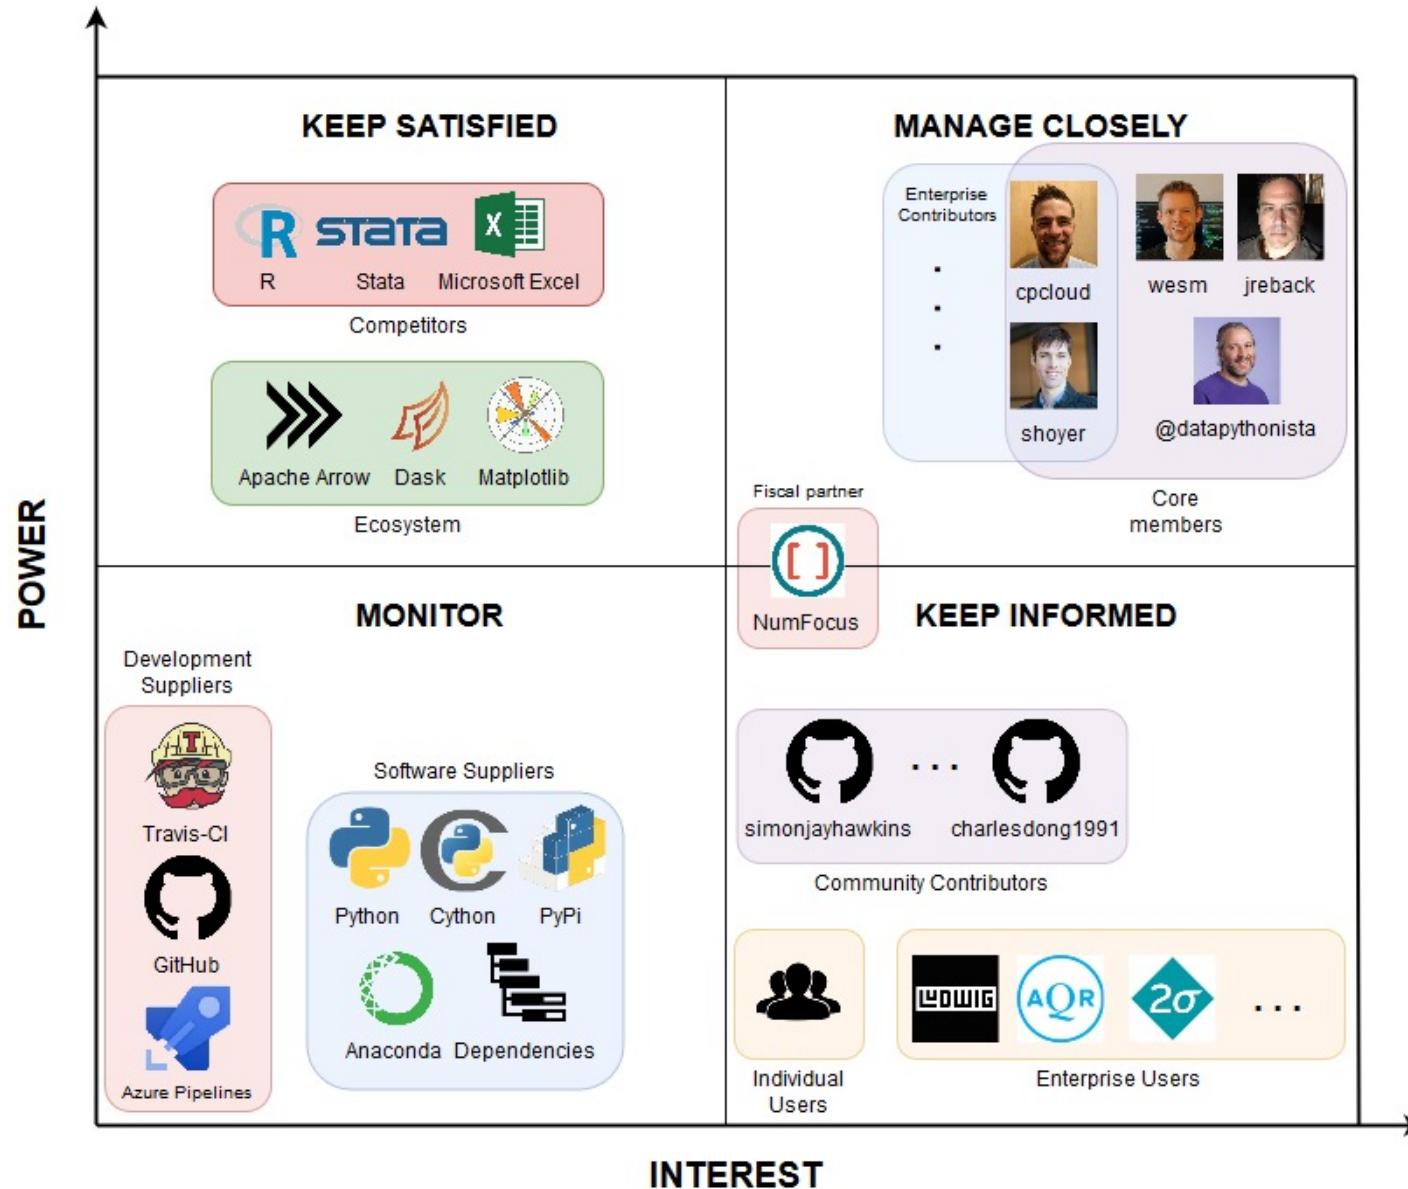 KEEP SATISFIED
R STATA X
R Stata Microsoft Excel
Competitors
Apache Arrow Dask Matplotlib
Ecosystem
MANAGE CLOSELY
Enterprise
Contributors
cpcloud wesm jreback
shoyer @datapythonista
Core
members
Fiscal partner
[ ]
NumFocus
POWER
MONITOR
Development
Suppliers
T
Travis-CI
GitHub
Azure Pipelines
Software Suppliers
C
Python Cython PyPi
Anaconda Dependencies
KEEP INFORMED
simonjayhawkins ... charlesdong1991
Community Contributors
Individual
Users
LUDWIG AQR 2σ ...
Enterprise Users
INTEREST